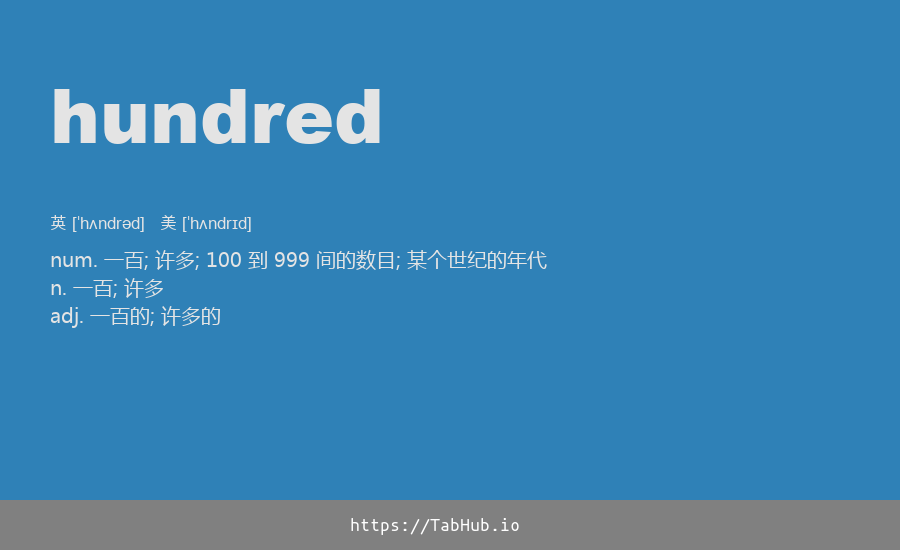 hundred
英 [ˈhʌndrəd] 美 [ˈhʌndrɪd]
num. 一百; 许多; 100 到 999 间的数目; 某个世纪的年代
n. 一百; 许多
adj. 一百的; 许多的
https://TabHub.io